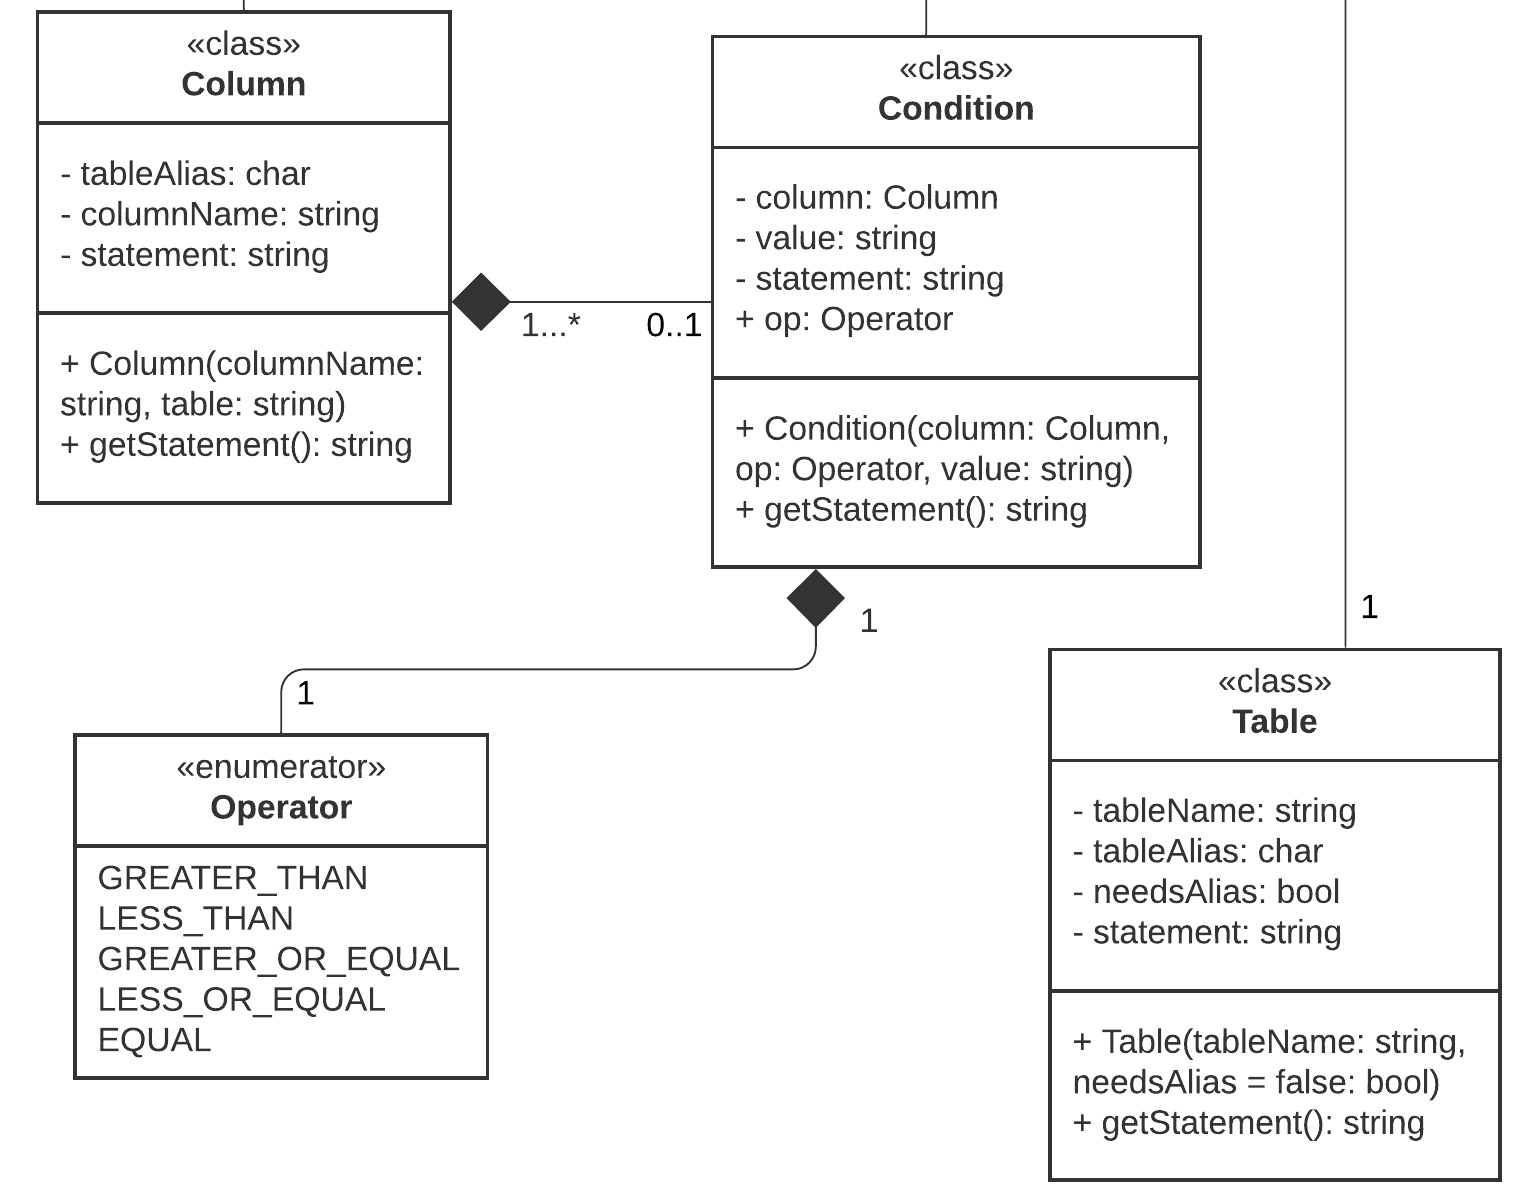 «class»
Column
- tableAlias: char
- columnName: string
- statement: string
+ Column(columnName:
string, table: string)
+ getStatement(): string
1...*
0..1
«class»
Condition
- column: Column
- value: string
- statement: string
+ op: Operator
+ Condition(column: Column,
op: Operator, value: string)
+ getStatement(): string
1
1
«enumerator»
Operator
GREATER_THAN
LESS_THAN
GREATER_OR_EQUAL
LESS_OR_EQUAL
EQUAL
1
«class»
Table
- tableName: string
- tableAlias: char
- needsAlias: bool
- statement: string
+ Table(tableName: string,
needsAlias = false: bool)
+ getStatement(): string